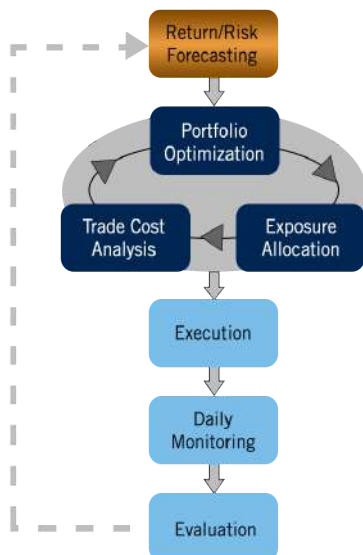 Return/Risk
Forecasting
Portfolio
Optimization
Trade Cost
Analysis
Exposure
Allocation
Execution
Daily
Monitoring
Evaluation